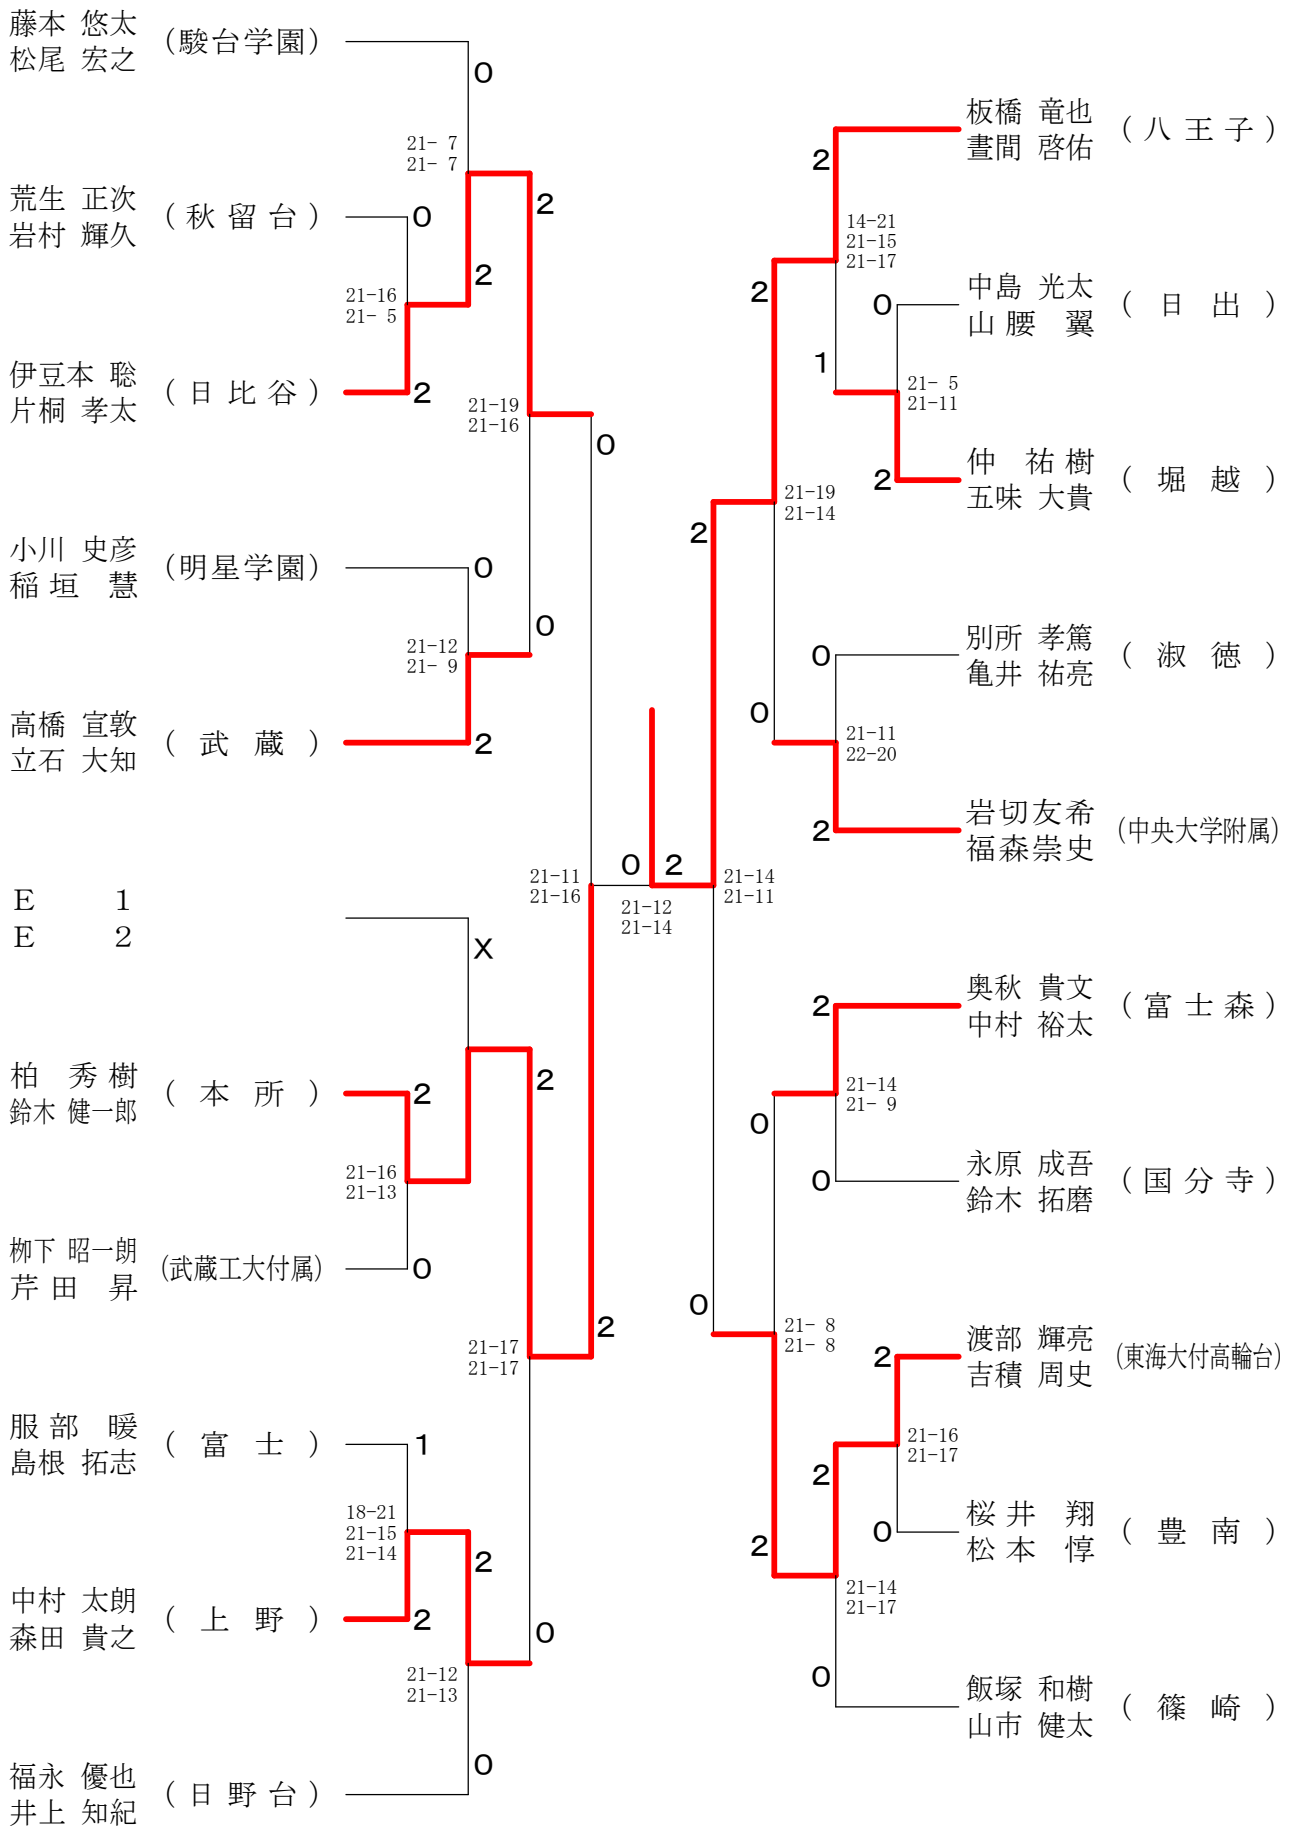 藤本 悠太
松尾 宏之
(駿台学園)
0
21- 7
21- 7
荒生 正次
岩村 輝久
(秋留台)
0
2
2
21-16
21- 5
伊豆本 聡
片桐 孝太
(日比谷)
2
21-19
21-16
0
小川 史彦
稲垣 慧
(明星学園)
0
0
21-12
21- 9
高橋 宣敦
立石 大知
(武蔵)
2
E 1
E 2
X
21-11
21-16
柏 秀樹
鈴木 健一郎
(本所)
2
2
21-16
21-13
栁下 昭一朗
芹田 昇
(武蔵工大付属)
0
2
21-17
21-17
服部 暖
島根 拓志
(富士)
1
18-21
21-15
21-14
2
中村 太朗
森田 貴之
(上野)
2
0
21-12
21-13
福永 優也
井上 知紀
(日野台)
0
0 2
21-12
21-14
板橋 竜也
晝間 啓佑
(八王子)
2
14-21
21-15
21-17
2
中島 光太
山腰 翼
(日出)
0
1
21- 5
21-11
仲 祐樹
五味 大貴
(堀越)
2
21-19
21-14
2
別所 孝篤
亀井 祐亮
(淑徳)
0
0
21-11
22-20
岩切友希
福森崇史
(中央大学附属)
2
21-14
21-11
奥秋 貴文
中村 裕太
(富士森)
2
21-14
21- 9
0
永原 成吾
鈴木 拓磨
(国分寺)
0
0
21- 8
21- 8
渡部 輝亮
吉積 周史
(東海大付高輪台)
2
21-16
21-17
2
桜井 翔
松本 惇
(豊南)
0
2
21-14
21-17
飯塚 和樹
山市 健太
(篠崎)
0